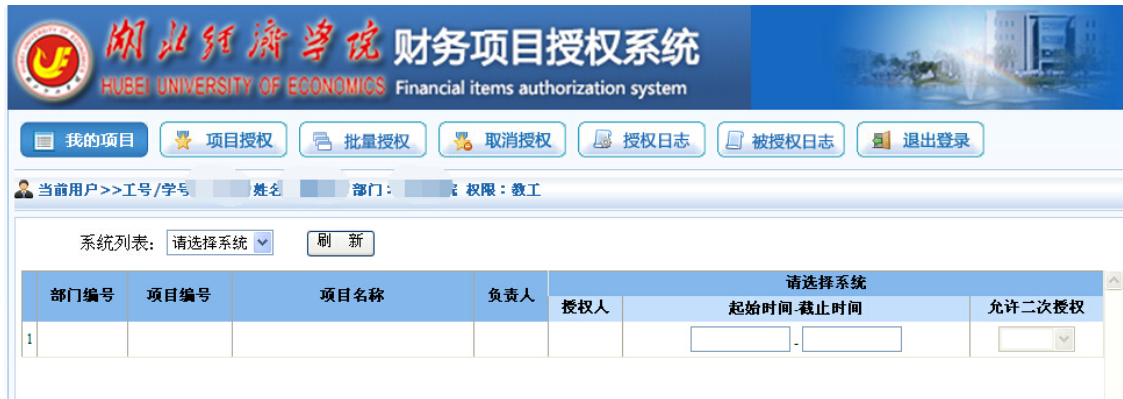 湖北经济学院 财务项目授权系统
HUBEI UNIVERSITY OF ECONOMICS Financial items authorization system
我的项目 项目授权 批量授权 取消授权 授权日志 被授权日志 退出登录
当前用户>>工号/学号 姓名 部门: 权限:教工
系统列表: 请选择系统 刷 新
请选择系统
部门编号 项目编号 项目名称 负责人 授权人 起始时间-截止时间 允许二次授权
1 -